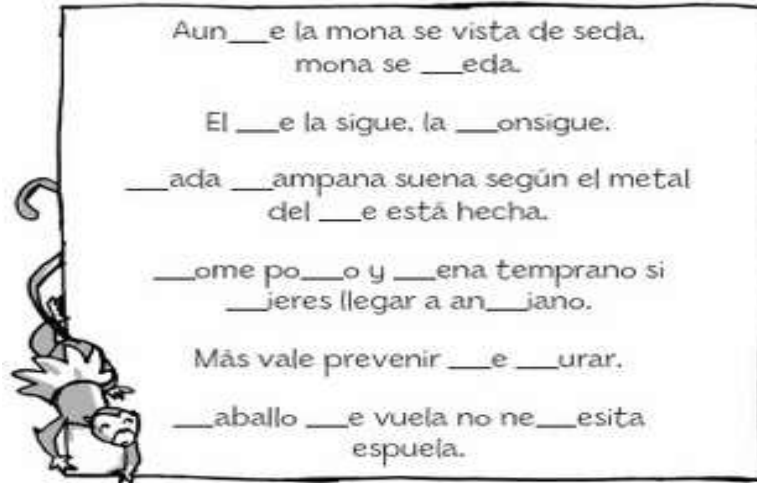 Aun___e la mona se vista de seda,
mona se ___eda.
El ___e la sigue, la ___onsigue.
___ada ___ampana suena según el metal
del ___e está hecha.
___ome po___o y ___ena temprano si
___ieres llegar a an___iano.
Más vale prevenir ___e ___urar.
___aballo ___e vuela no ne___esita
espuela.